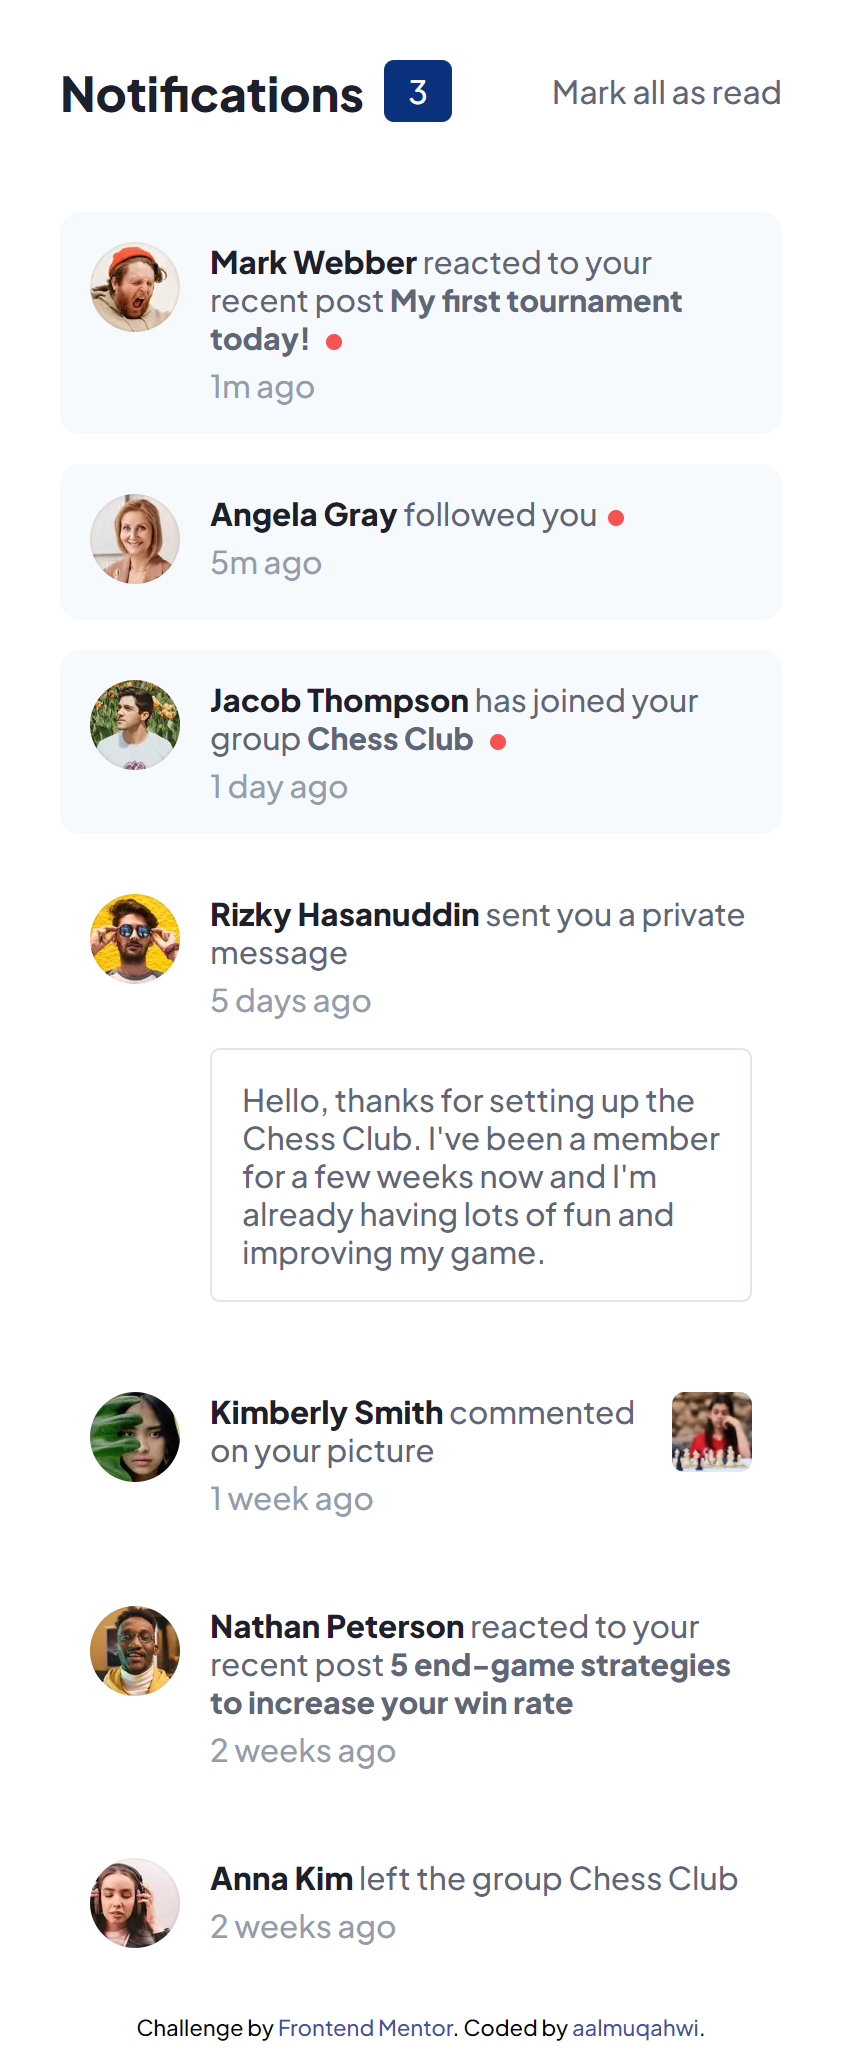 Notifications 3 Mark all as read
Mark Webber reacted to your
recent post My first tournament
today!
1m ago
Angela Gray followed you
5m ago
Jacob Thompson has joined your
group Chess Club
1 day ago
Rizky Hasanuddin sent you a private
message
5 days ago
Hello, thanks for setting up the
Chess Club. I've been a member
for a few weeks now and I'm
already having lots of fun and
improving my game.
Kimberly Smith commented
on your picture
1 week ago
Nathan Peterson reacted to your
recent post 5 end-game strategies
to increase your win rate
2 weeks ago
Anna Kim left the group Chess Club
2 weeks ago
Challenge by Frontend Mentor. Coded by aalmuqahwi.